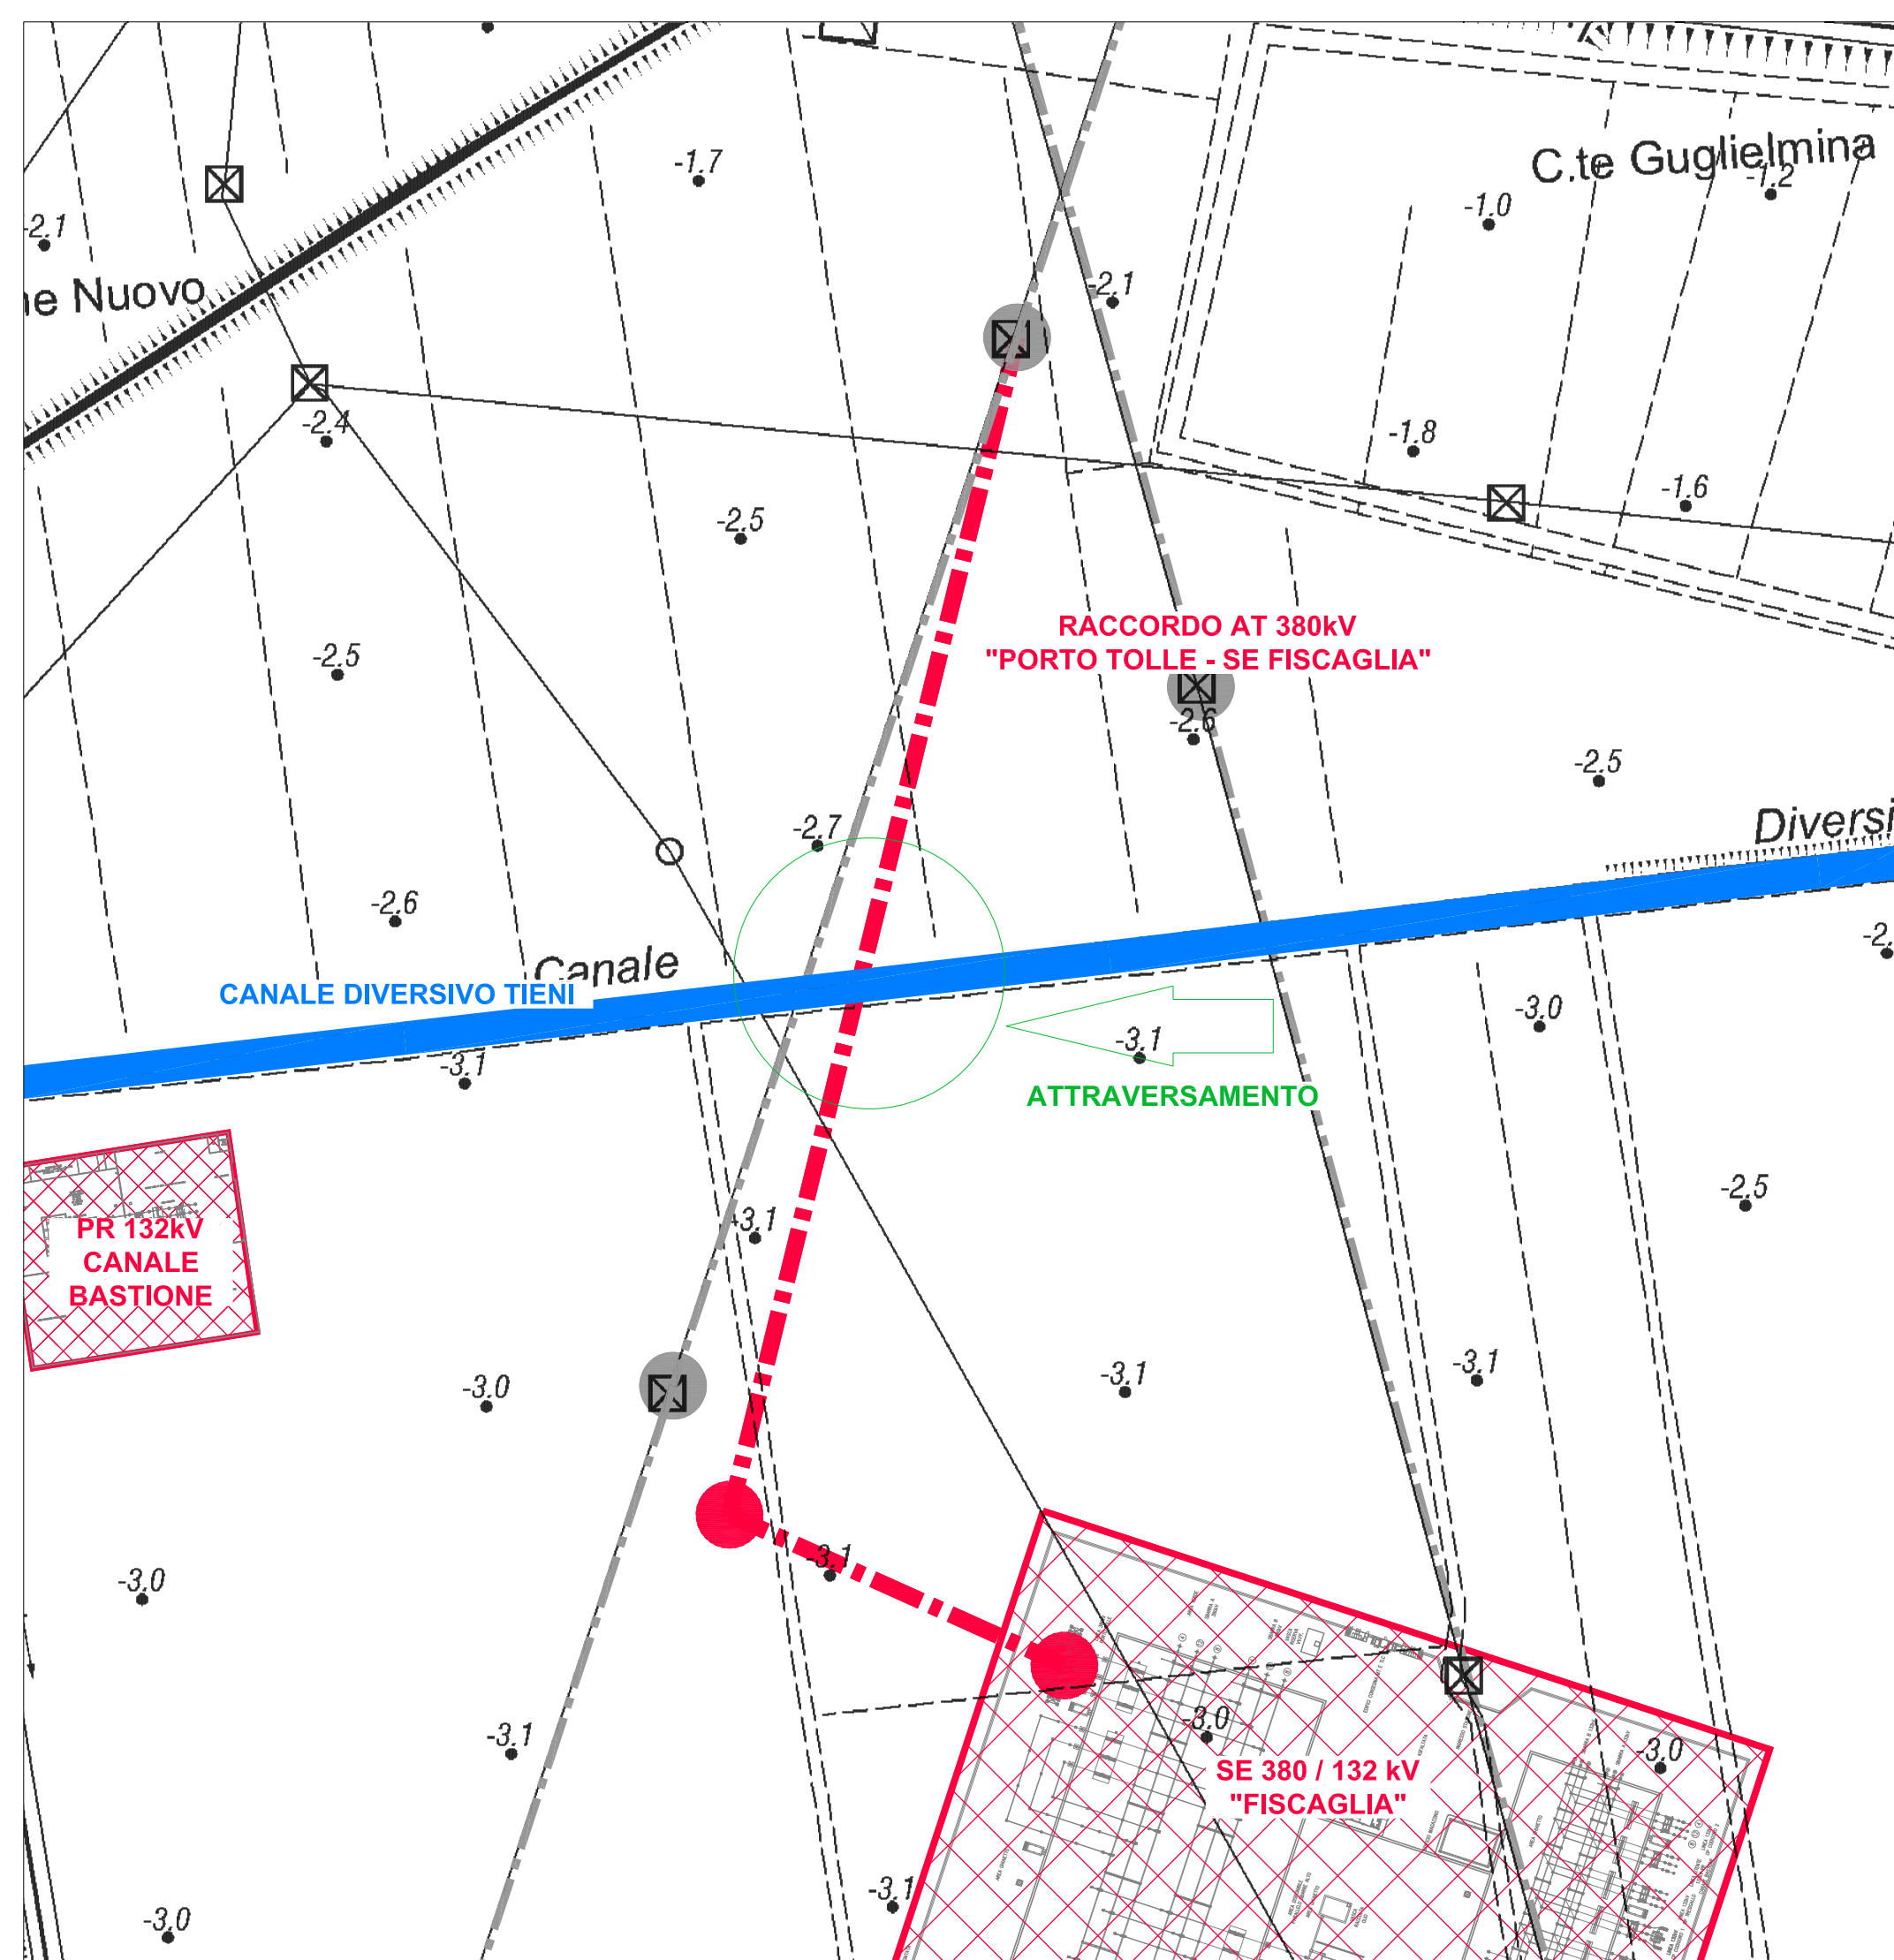 -1.7
C.te Guglielmina
-1.2
-1.0
-2.1
-2.1
ne Nuovo
-2.4
-1.8
-1.6
-2.5
RACCORDO AT 380kV
"PORTO TOLLE - SE FISCAGLIA"
-2.5
-2.6
-2.5
-2.7
Diversi
-2.6
-2.
Canale
CANALE DIVERSIVO TIENI
-3.0
-3.1
-3.1
ATTRAVERSAMENTO
-2.5
-3.1
PR 132kV
CANALE
BASTIONE
-3.1
-3.1
-3.0
-3.1
-3.0
-3.0
-3.1
-3.0
SE 380 / 132 kV
"FISCAGLIA"
-3.1
-3.0